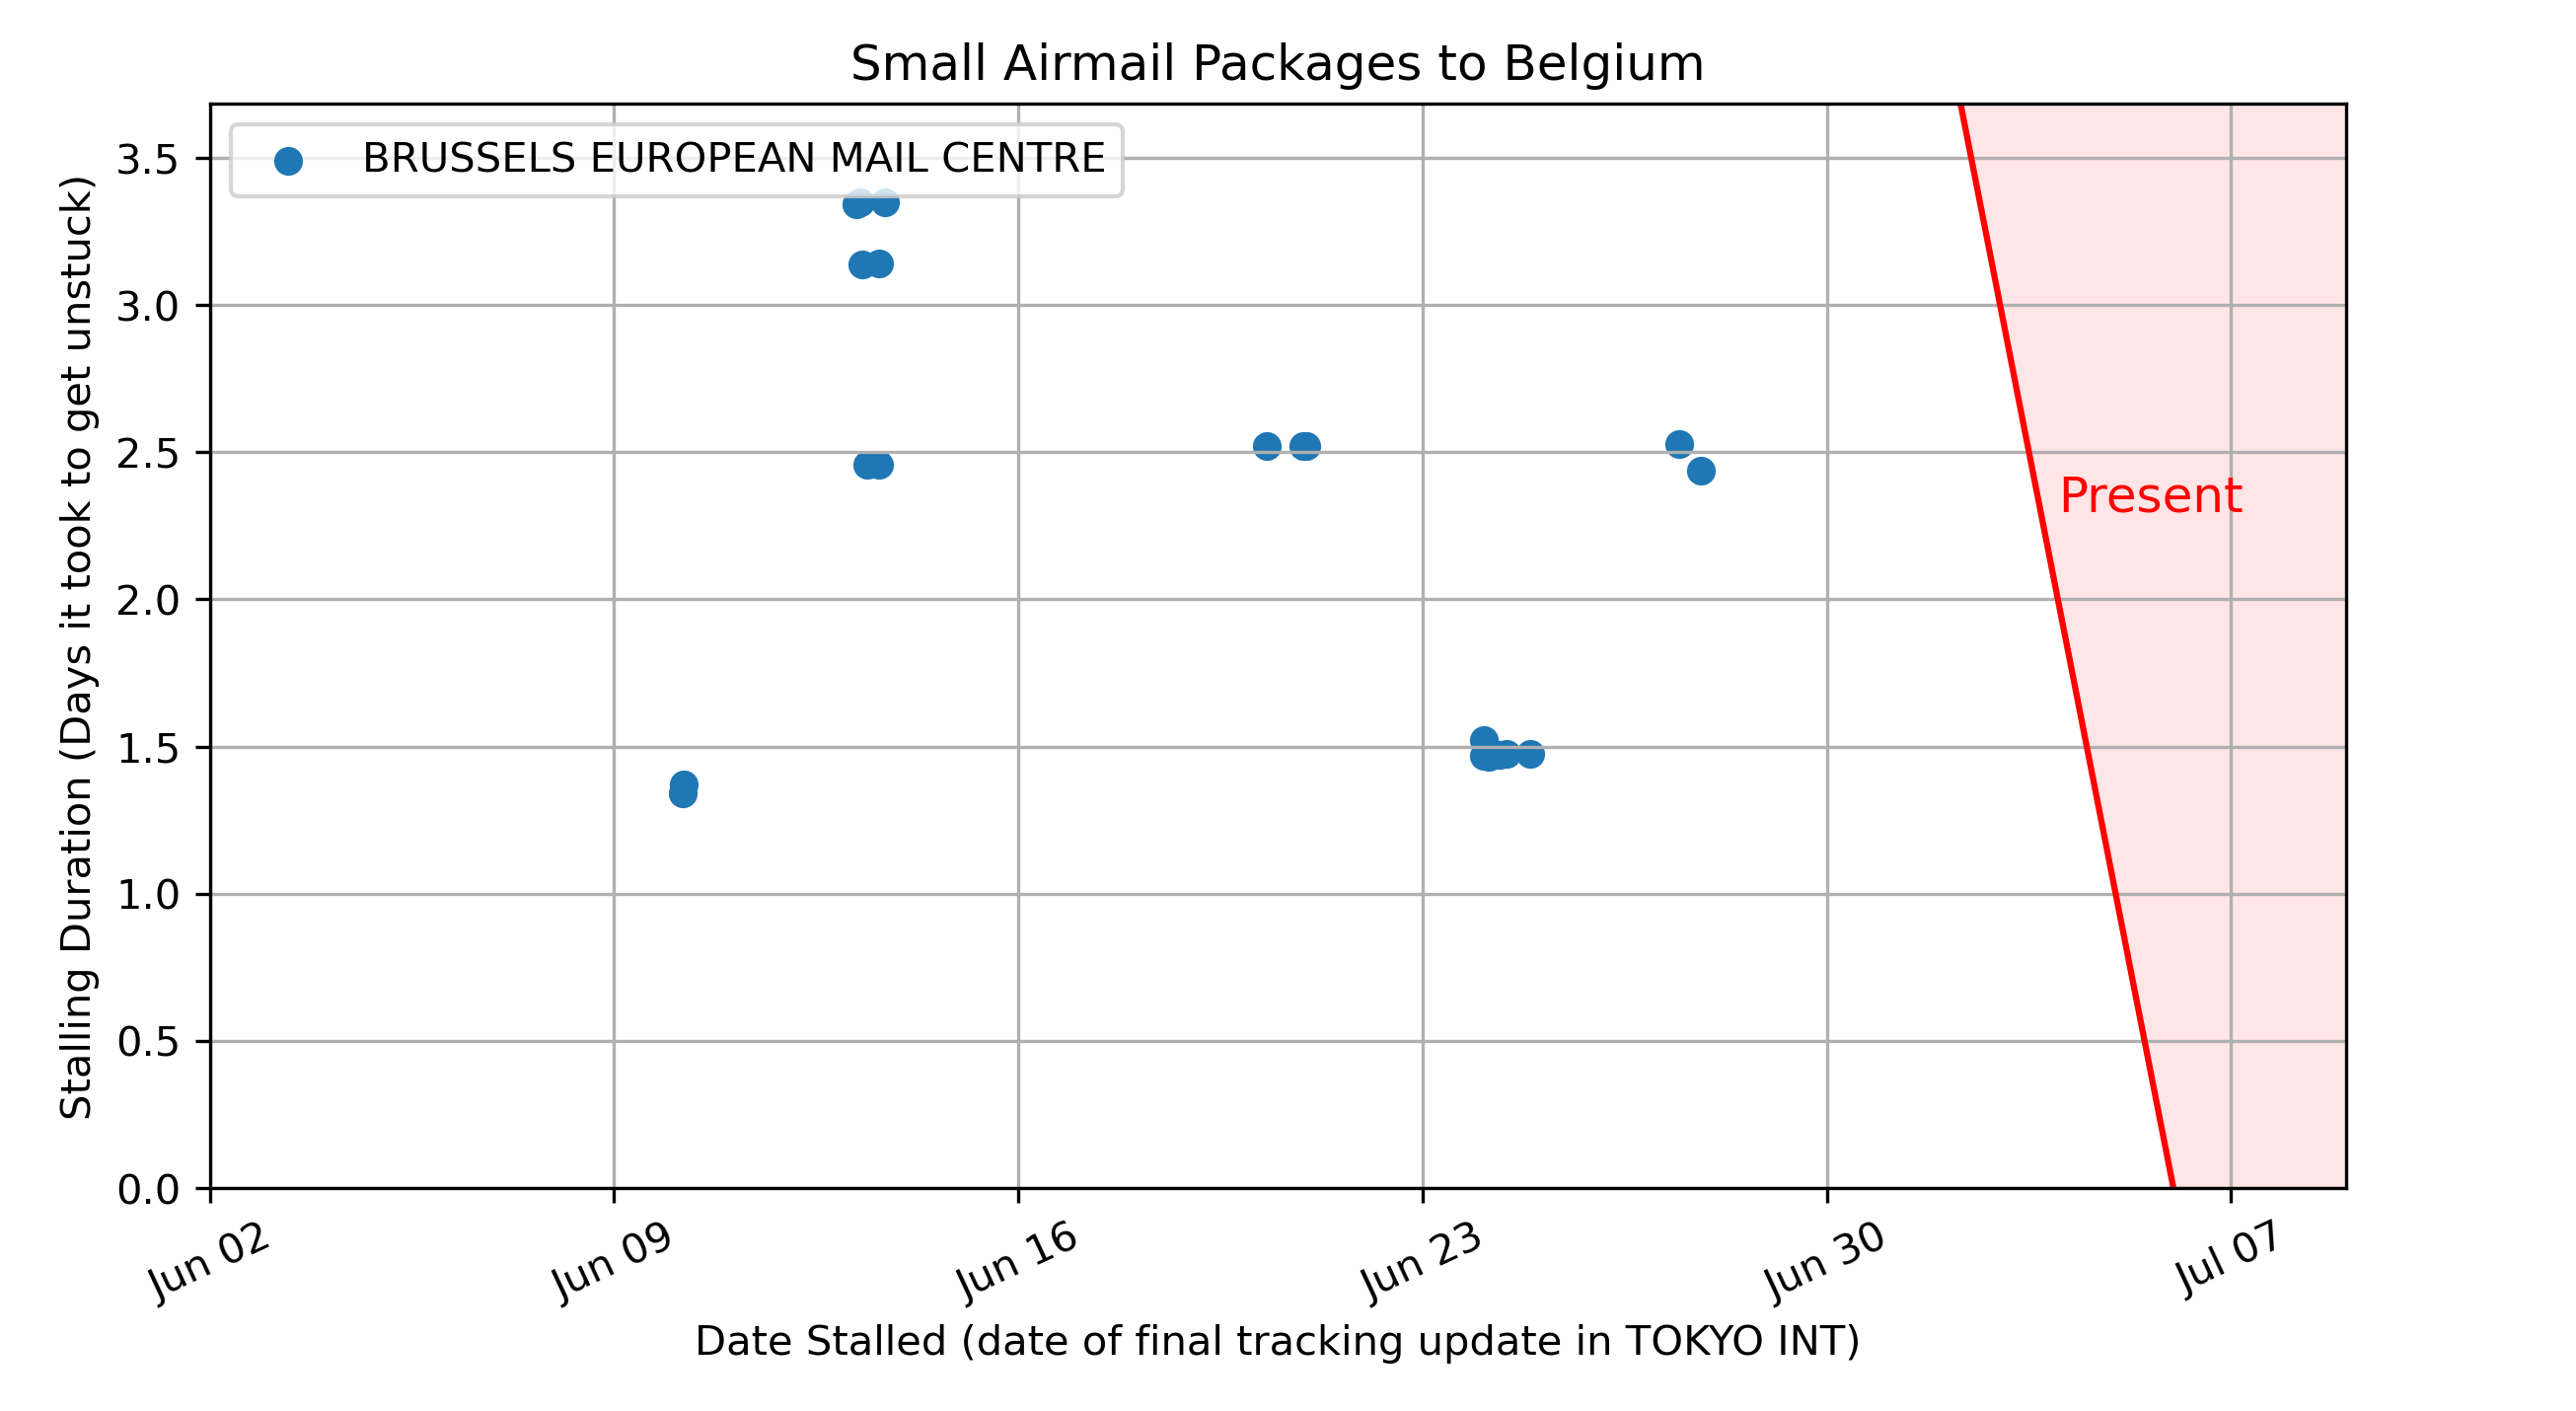 Small Airmail Packages to Belgium
BRUSSELS EUROPEAN MAIL CENTRE
Stalling Duration (Days it took to get unstuck)
3.5
3.0
2.5
2.0
1.5
1.0
0.5
0.0
Present
Jun 02
Jun 09
Jun 16
Jun 23
Jun 30
Jul 07
Date Stalled (date of final tracking update in TOKYO INT)